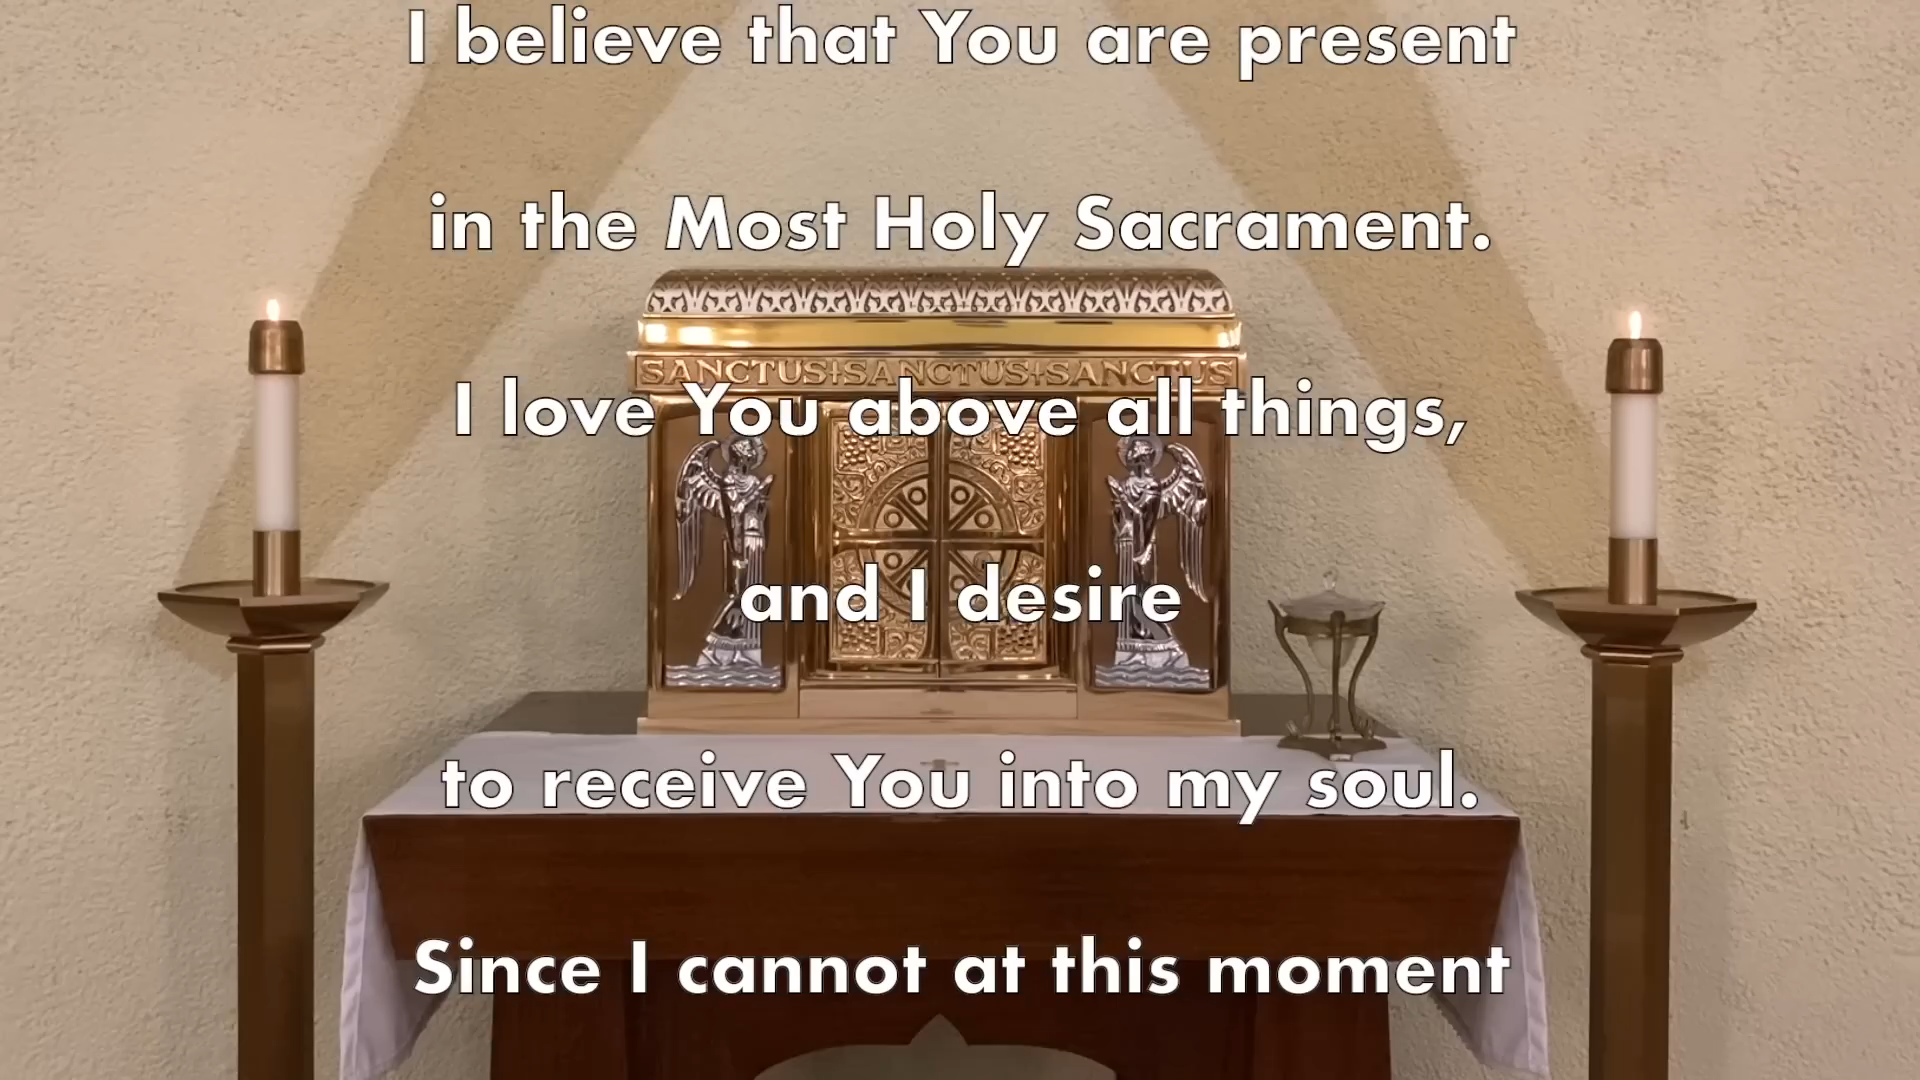 I believe that You are present
in the Most Holy Sacrament.
SANCTUS+SANCTUS+SANCTUS
I love You above all things,
and I desire
to receive You into my soul.
Since I cannot at this moment